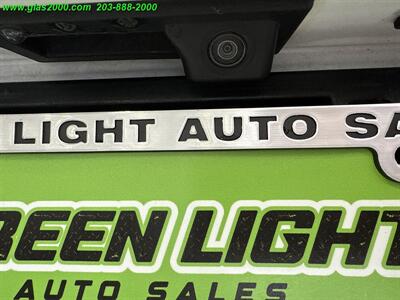 www.glas2000.com 203-888-2000
LIGHT AUTO SA
REEN LIGHT
AUTO SALES